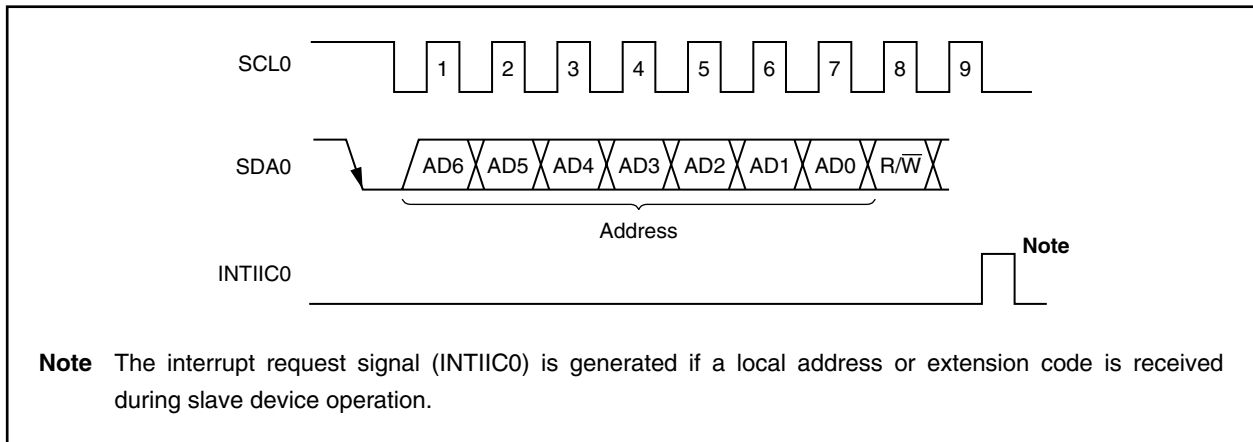 SCL0 1 2 3 4 5 6 7 8 9
SDA0 AD6 AD5 AD4 AD3 AD2 AD1 AD0 R/W̅
Address
Note
INTIIC0
Note The interrupt request signal (INTIIC0) is generated if a local address or extension code is received
during slave device operation.